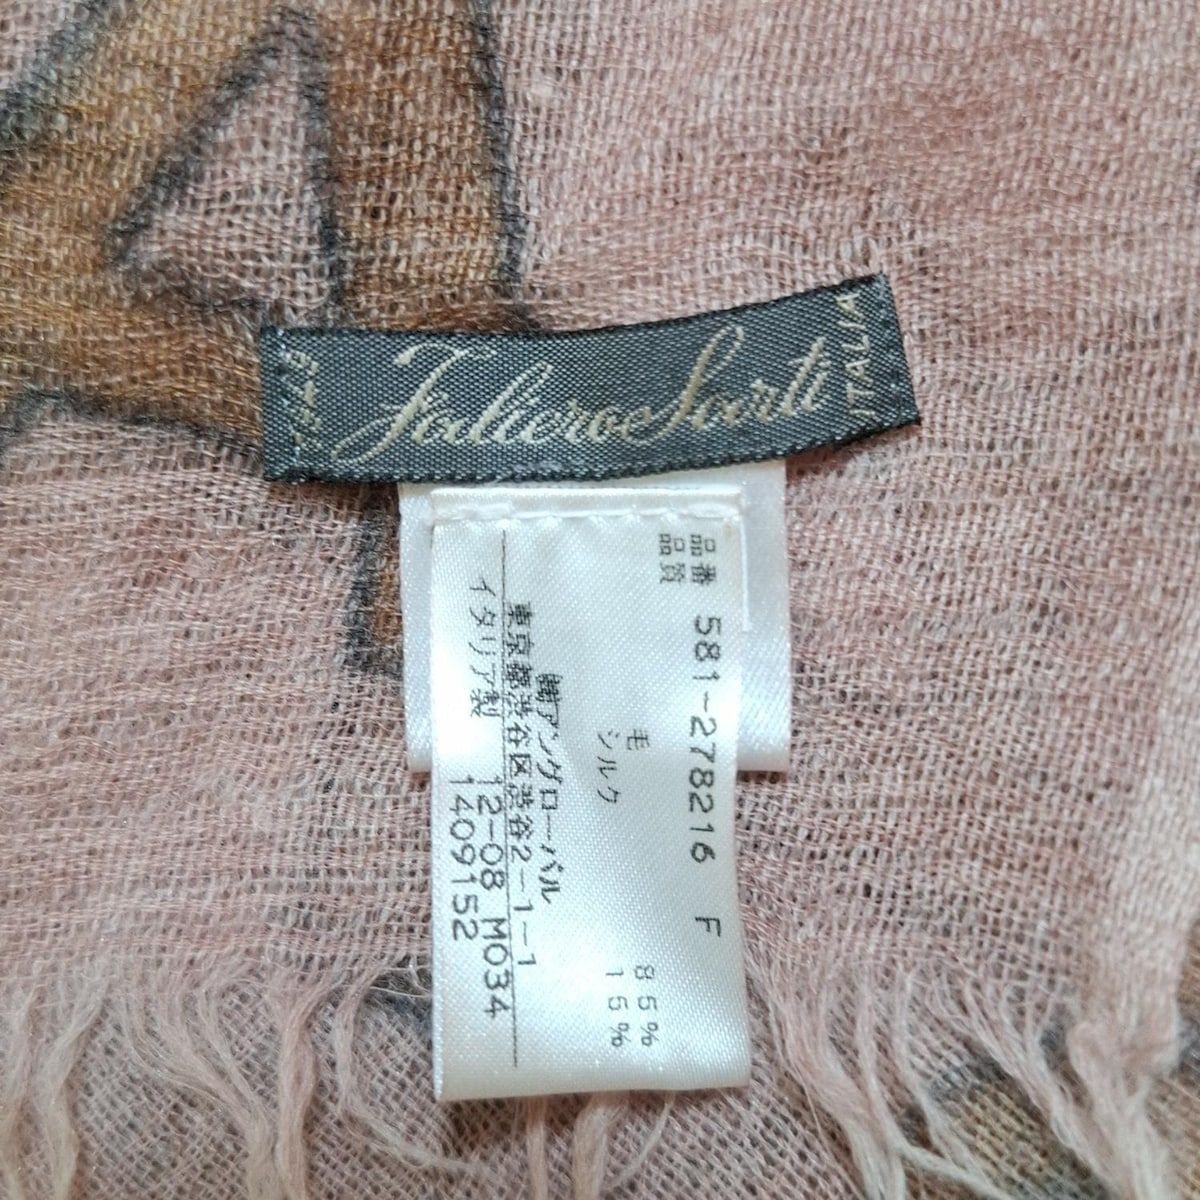 Faliero Sarti
ITALIA
品番 581-278216 F
品質
毛 85%
シルク 15%
㈱アングローバル
東京都渋谷区渋谷2-1-1
イタリア製 12-08 M034
1409152